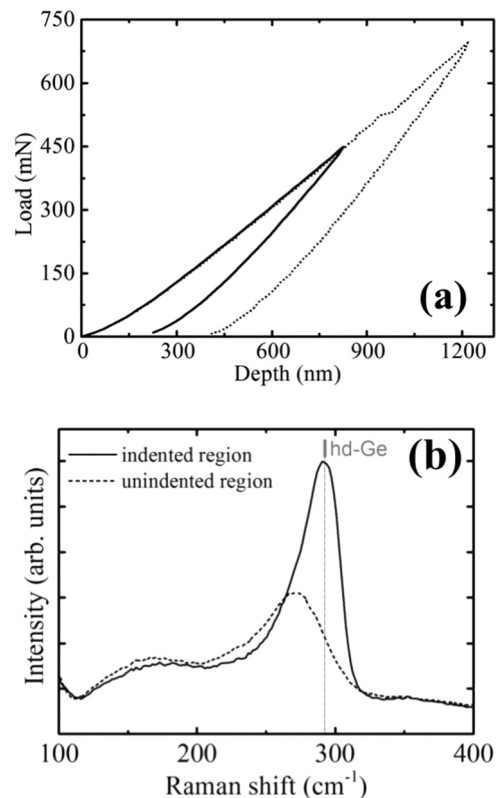 750
600
450
300
150
0
Load (mN)
(a)
0 300 600 900 1200
Depth (nm)
hd-Ge
(b)
indented region
unindented region
Intensity (arb. units)
100 200 300 400
Raman shift (cm⁻¹)